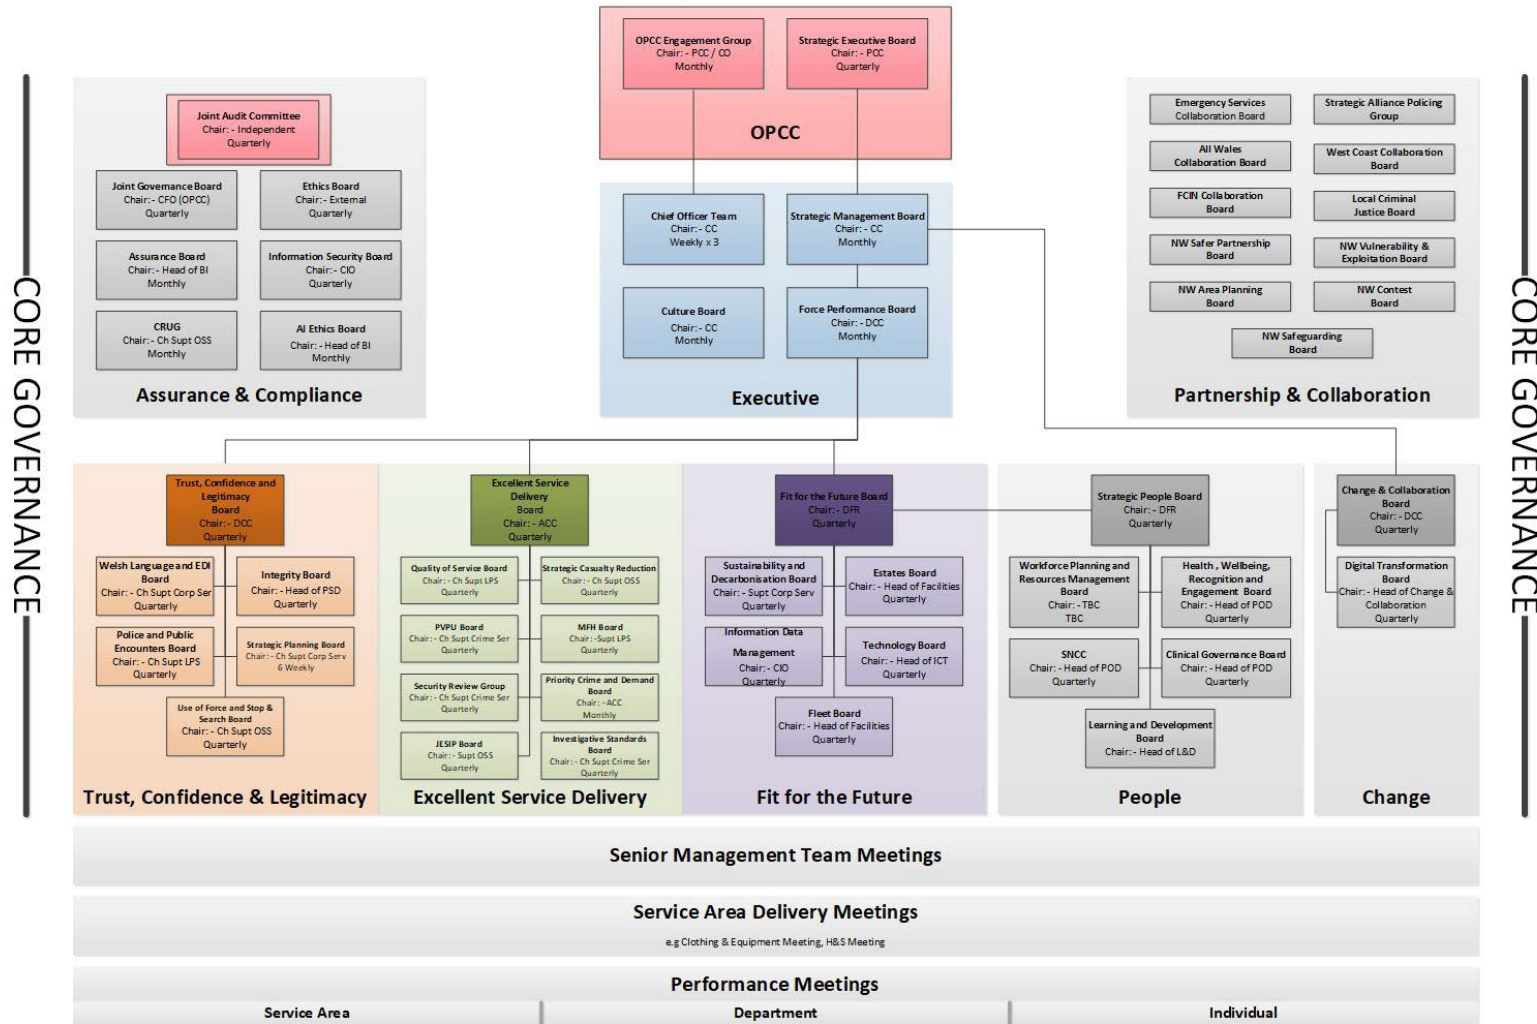 OPCC Engagement Group
Chair: - PCC / CO
Monthly
Strategic Executive Board
Chair: - PCC
Quarterly
OPCC
CORE GOVERNANCE
Joint Audit Committee
Chair: - Independent
Quarterly
Joint Governance Board
Chair: - CFO (OPCC)
Quarterly
Ethics Board
Chair: - External
Quarterly
Assurance Board
Chair: - Head of BI
Monthly
Information Security Board
Chair: - CIO
Quarterly
CRUG
Chair: - Ch Supt OSS
Monthly
AI Ethics Board
Chair: - Head of BI
Monthly
Assurance & Compliance
Chief Officer Team
Chair: - CC
Weekly x 3
Strategic Management Board
Chair: - CC
Monthly
Culture Board
Chair: - CC
Monthly
Force Performance Board
Chair: - DCC
Monthly
Executive
Emergency Services
Collaboration Board
Strategic Alliance Policing
Group
All Wales
Collaboration Board
West Coast Collaboration
Board
FCIN Collaboration
Board
Local Criminal
Justice Board
NW Safer Partnership
Board
NW Vulnerability &
Exploitation Board
NW Area Planning
Board
NW Contest
Board
NW Safeguarding
Board
Partnership & Collaboration
CORE GOVERNANCE
Trust, Confidence and
Legitimacy
Board
Chair: - DCC
Quarterly
Welsh Language and EDI
Board
Chair: - Ch Supt Corp Ser
Quarterly
Integrity Board
Chair: - Head of PSD
Quarterly
Police and Public
Encounters Board
Chair: - Ch Supt LPS
Quarterly
Strategic Planning Board
Chair: - Ch Supt Corp Serv
6 Weekly
Use of Force and Stop &
Search Board
Chair: - Ch Supt OSS
Quarterly
Trust, Confidence & Legitimacy
Excellent Service
Delivery
Board
Chair: - ACC
Quarterly
Quality of Service Board
Chair: - Ch Supt LPS
Quarterly
Strategic Casualty Reduction
Chair: - Ch Supt OSS
Quarterly
PVPU Board
Chair: - Ch Supt Crime Ser
Quarterly
MFH Board
Chair: -Supt LPS
Quarterly
Security Review Group
Chair: - Ch Supt Crime Ser
Quarterly
Priority Crime and Demand
Board
Chair: - ACC
Monthly
JESIP Board
Chair: - Supt OSS
Quarterly
Investigative Standards
Board
Chair: - Ch Supt Crime Ser
Quarterly
Excellent Service Delivery
Fit for the Future Board
Chair: - DFR
Quarterly
Sustainability and
Decarbonisation Board
Chair: - Supt Corp Serv
Quarterly
Estates Board
Chair: - Head of Facilities
Quarterly
Information Data
Management
Chair: - CIO
Quarterly
Technology Board
Chair: - Head of ICT
Quarterly
Fleet Board
Chair: - Head of Facilities
Quarterly
Fit for the Future
Strategic People Board
Chair: - DFR
Quarterly
Workforce Planning and
Resources Management
Board
Chair: - TBC
TBC
Health , Wellbeing,
Recognition and
Engagement Board
Chair: - Head of POD
Quarterly
SNCC
Chair: - Head of POD
Quarterly
Clinical Governance Board
Chair: - Head of POD
Quarterly
Learning and Development
Board
Chair: - Head of L&D
People
Change & Collaboration
Board
Chair: - DCC
Quarterly
Digital Transformation
Board
Chair: - Head of Change &
Collaboration
Quarterly
Change
Senior Management Team Meetings
Service Area Delivery Meetings
e.g Clothing & Equipment Meeting, H&S Meeting
Performance Meetings
Service Area
Department
Individual